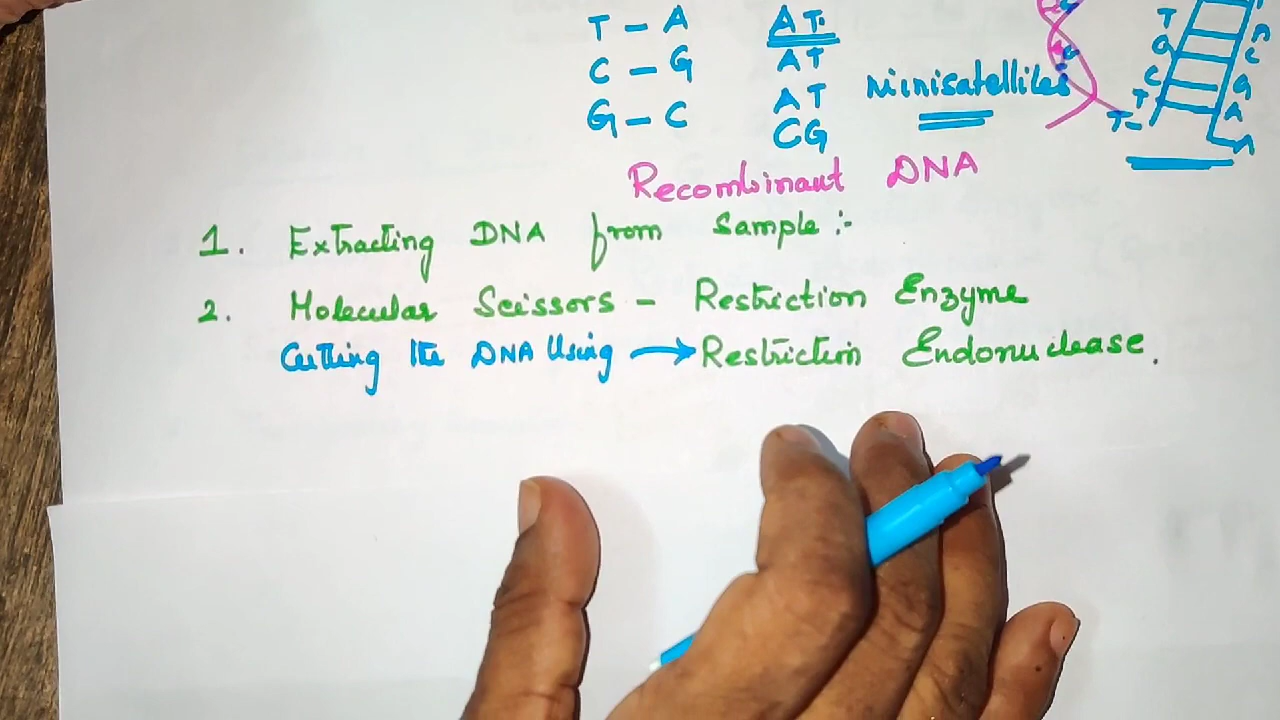 T – A
C – G
G – C
AT
AT
AT
CG
Minisatellites
T
G
C
T
T–
A
C
G
A
A
Recombinant DNA
1. Extracting DNA from Sample :-
2. Molecular Scissors – Restriction Enzyme
Cutting the DNA Using → Restriction Endonuclease.